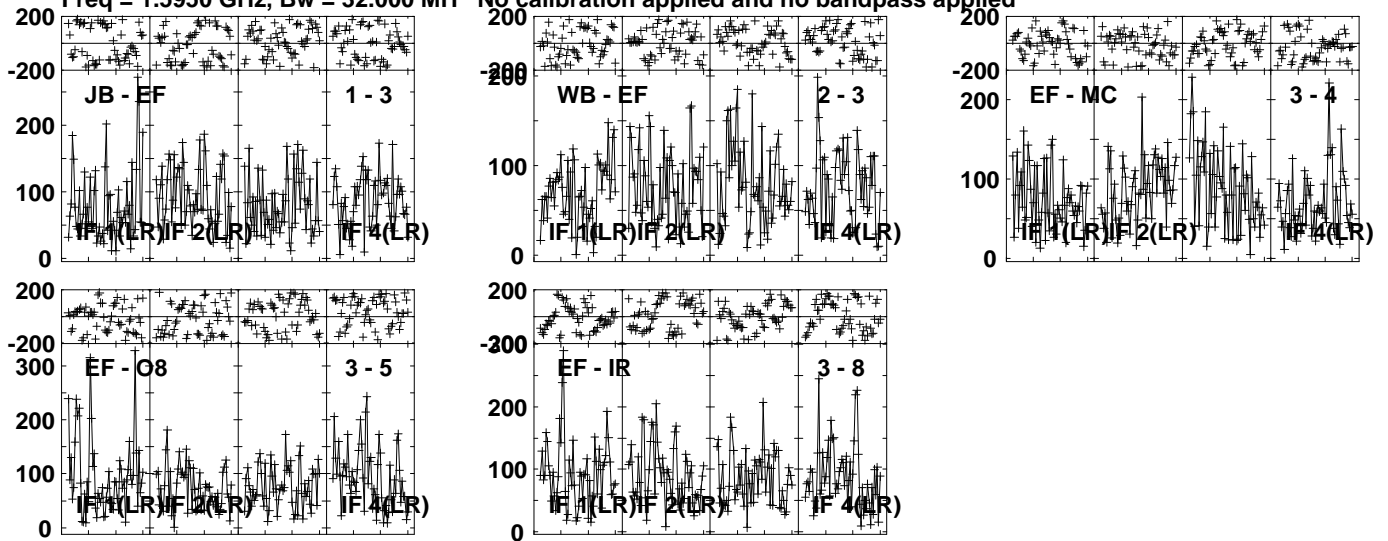 Freq = 1.5950 GHz, Bw = 32.000 MH No calibration applied and no bandpass applied
200
-200
JB - EF 1 - 3
200
100
0
IF 1(LR) IF 2(LR) IF 4(LR)
200
-200
200
WB - EF 2 - 3
100
0
IF 1(LR) IF 2(LR) IF 4(LR)
200
-200
EF - MC 3 - 4
200
100
0
IF 1(LR) IF 2(LR) IF 4(LR)
200
-200
EF - O8 3 - 5
300
200
100
0
IF 1(LR) IF 2(LR) IF 4(LR)
200
-200
300
EF - IR 3 - 8
200
100
0
IF 1(LR) IF 2(LR) IF 4(LR)